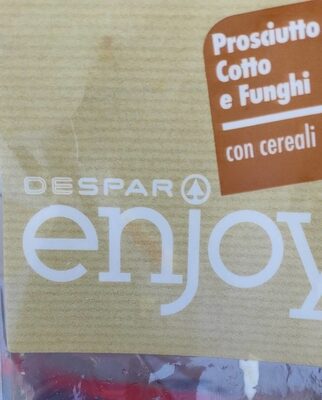 Prosciutto
Cotto
e Funghi
con cereali
DESPAR
enjoy